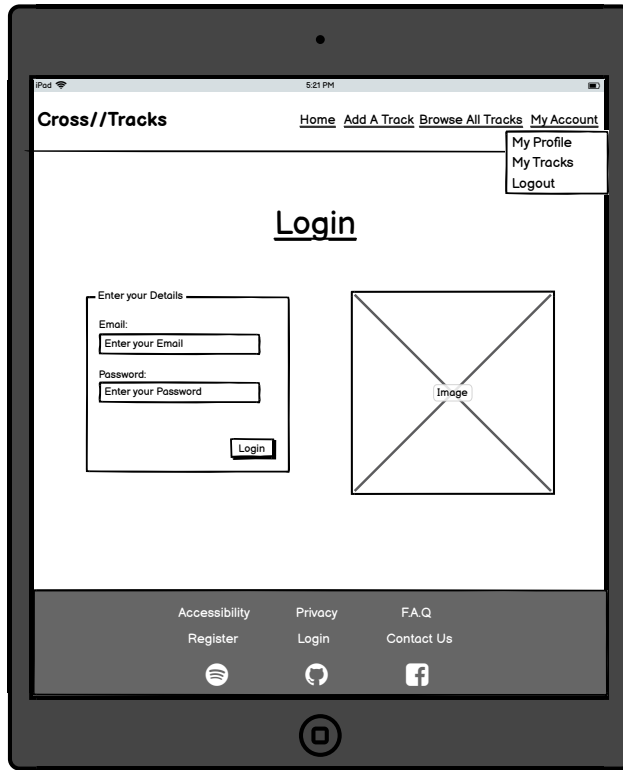 iPad 5:21 PM
Cross//Tracks Home Add A Track Browse All Tracks My Account
My Profile
My Tracks
Logout
Login
Enter your Details
Email:
Enter your Email
Password:
Enter your Password
Login
Image
Accessibility Privacy F.A.Q
Register Login Contact Us